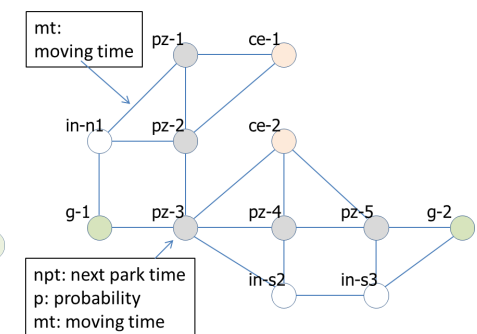 mt:
moving time
pz-1
ce-1
in-n1
pz-2
ce-2
g-1
pz-3
pz-4
pz-5
g-2
npt: next park time
p: probability
mt: moving time
in-s2
in-s3